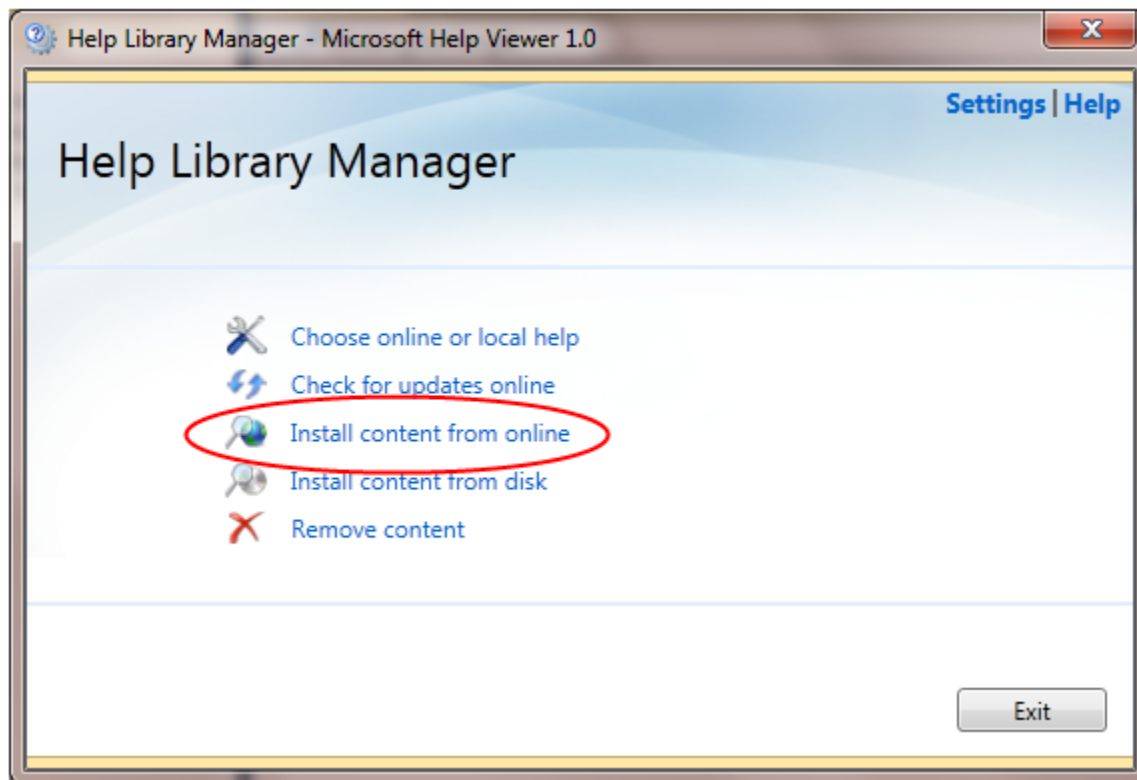 Help Library Manager - Microsoft Help Viewer 1.0
Settings | Help
Help Library Manager
Choose online or local help
Check for updates online
Install content from online
Install content from disk
Remove content
Exit